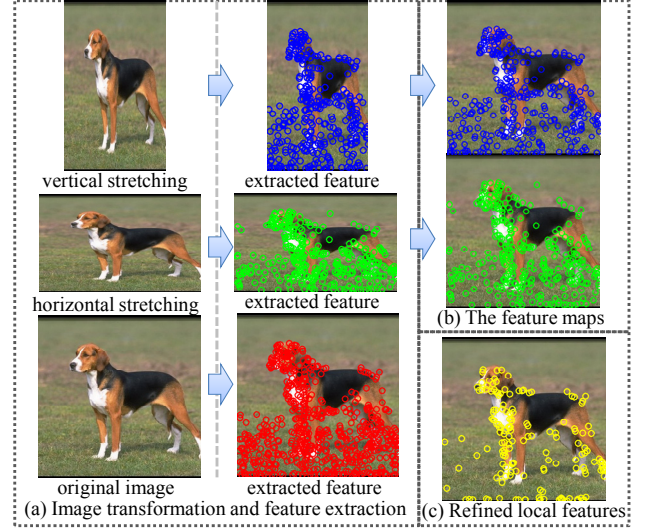 vertical stretching
extracted feature
horizontal stretching
extracted feature
(b) The feature maps
original image
extracted feature
(a) Image transformation and feature extraction
(c) Refined local features